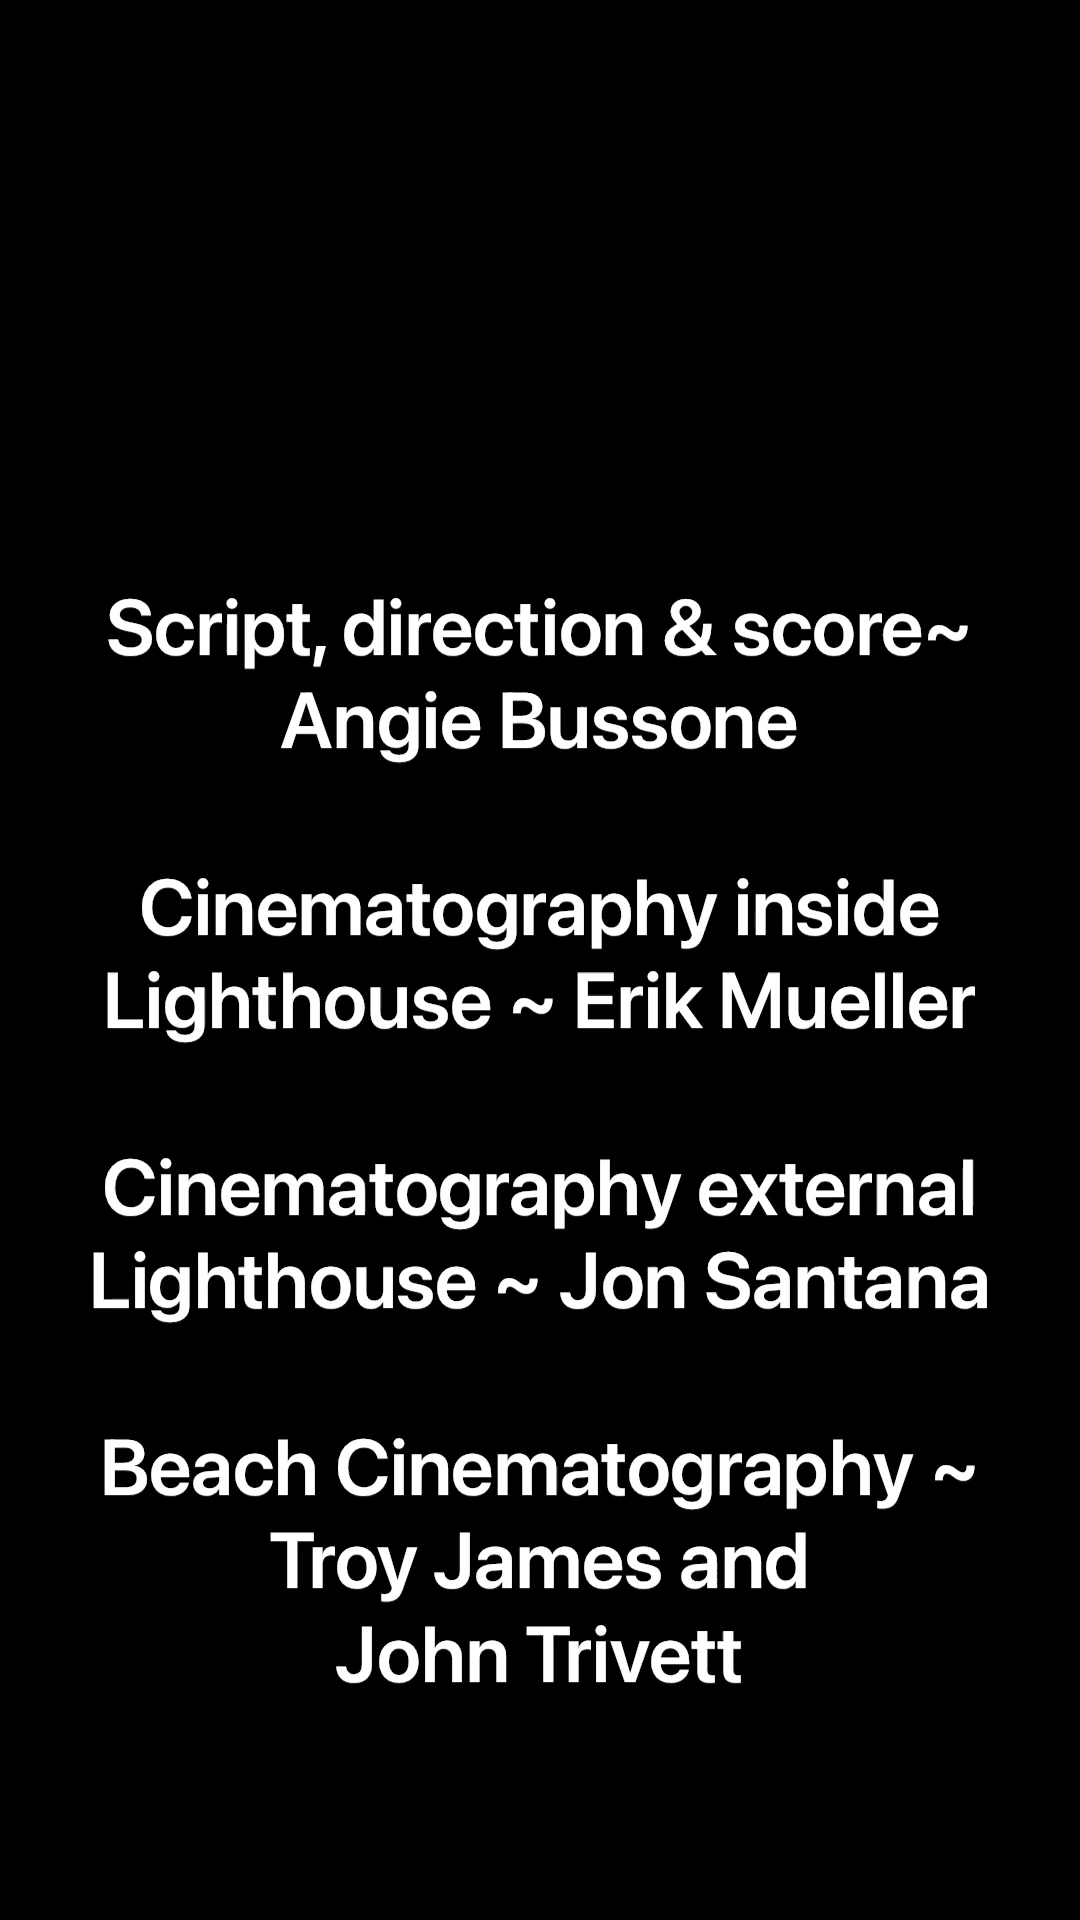 Script, direction & score~
Angie Bussone
Cinematography inside
Lighthouse ~ Erik Mueller
Cinematography external
Lighthouse ~ Jon Santana
Beach Cinematography ~
Troy James and
John Trivett